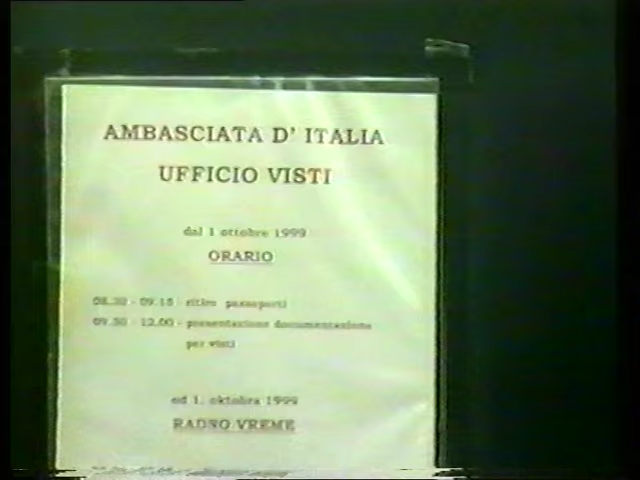 AMBASCIATA D' ITALIA
UFFICIO VISTI
dal 1 ottobre 1999
ORARIO
08.30 - 09.15 - ritiro passaporti
09.30 - 12.00 - presentazione documentazione
per visti
od 1. oktobra 1999
RADNO VREME